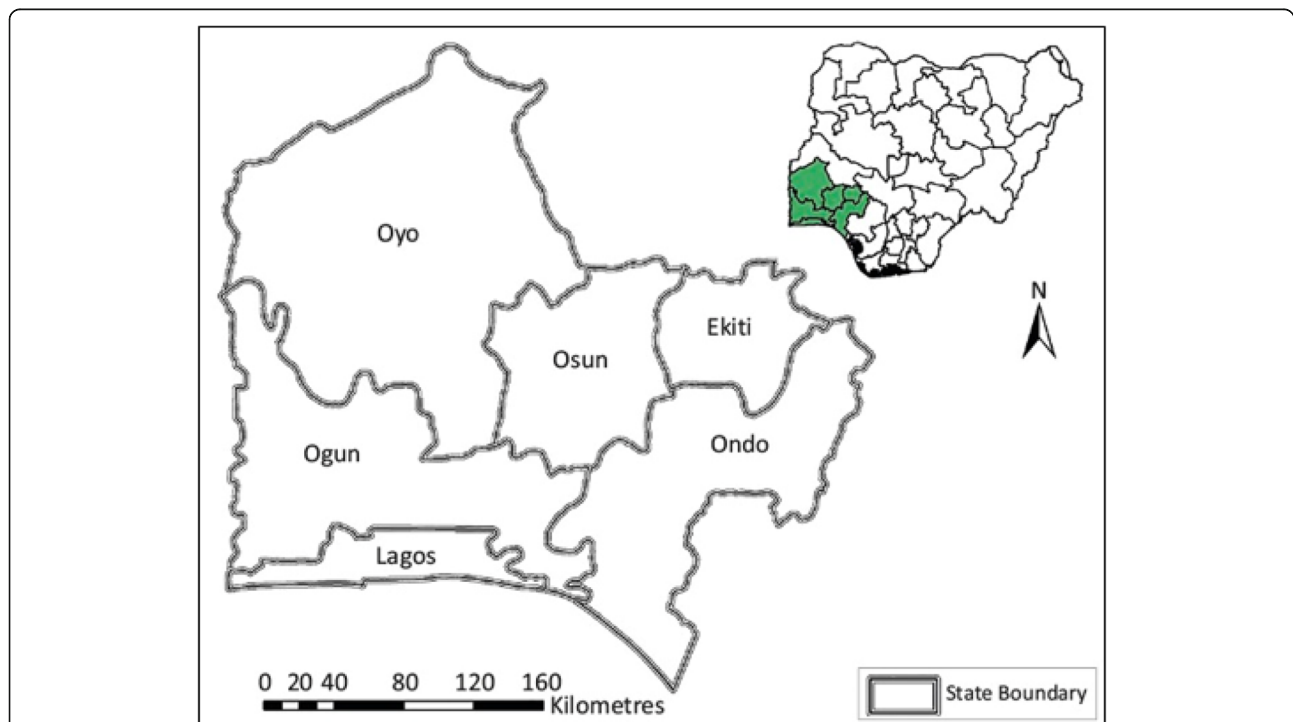 N
Oyo
Ekiti
Osun
Ondo
Ogun
Lagos
0 20 40 80 120 160
Kilometres
State Boundary